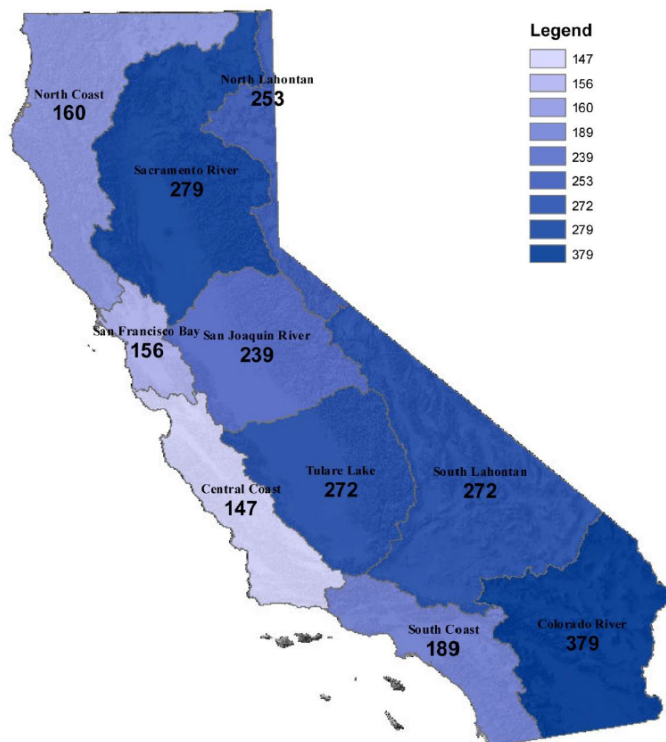 Legend
147
156
160
189
239
253
272
279
379
North Coast
160
North Lahontan
253
Sacramento River
279
San Francisco Bay
156
San Joaquin River
239
Central Coast
147
Tulare Lake
272
South Lahontan
272
South Coast
189
Colorado River
379